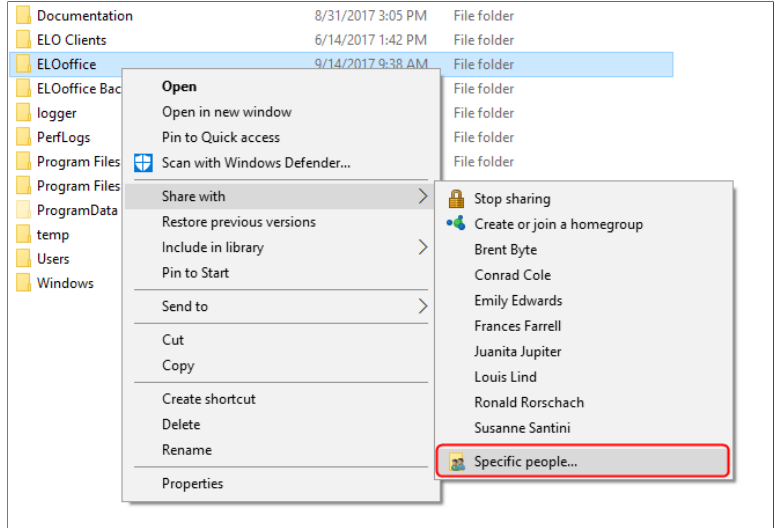 Documentation 8/31/2017 3:05 PM File folder
ELO Clients 6/14/2017 1:42 PM File folder
ELOoffice 9/14/2017 9:38 AM File folder
ELOoffice Bac File folder
logger File folder
PerfLogs File folder
Program Files File folder
Program Files
ProgramData
temp
Users
Windows
Open
Open in new window
Pin to Quick access
Scan with Windows Defender...
Share with
Restore previous versions
Include in library
Pin to Start
Send to
Cut
Copy
Create shortcut
Delete
Rename
Properties
Stop sharing
Create or join a homegroup
Brent Byte
Conrad Cole
Emily Edwards
Frances Farrell
Juanita Jupiter
Louis Lind
Ronald Rorschach
Susanne Santini
Specific people...